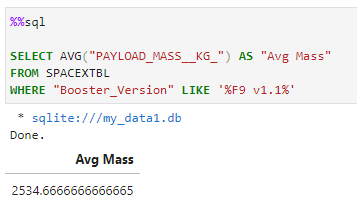 %%sql
SELECT AVG("PAYLOAD_MASS__KG_") AS "Avg Mass"
FROM SPACEXTBL
WHERE "Booster_Version" LIKE '%F9 v1.1%'
* sqlite:///my_data1.db
Done.
Avg Mass
2534.6666666666665